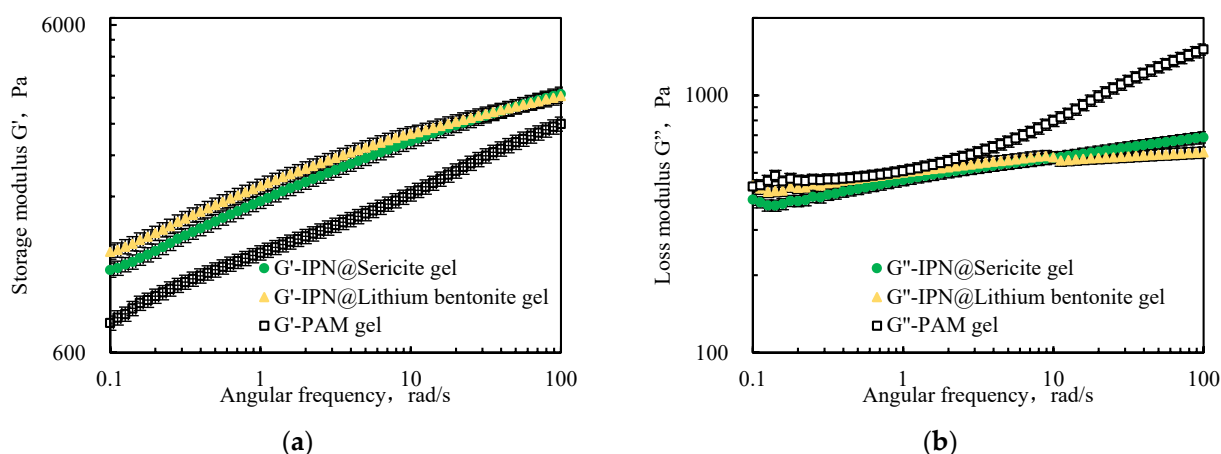 6000
600
0.1
1
10
100
Storage modulus G', Pa
Angular frequency, rad/s
G'-IPN@Sericite gel
G'-IPN@Lithium bentonite gel
G'-PAM gel
(a)
1000
100
0.1
1
10
100
Loss modulus G”, Pa
Angular frequency, rad/s
G"-IPN@Sericite gel
G"-IPN@Lithium bentonite gel
G"-PAM gel
(b)